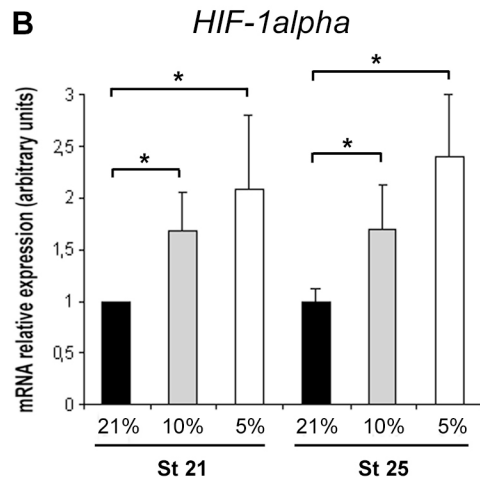 B
HIF-1alpha
mRNA relative expression (arbitrary units)
3
2,5
2
1,5
1
0,5
0
*
*
*
*
21% 10% 5% 21% 10% 5%
St 21 St 25